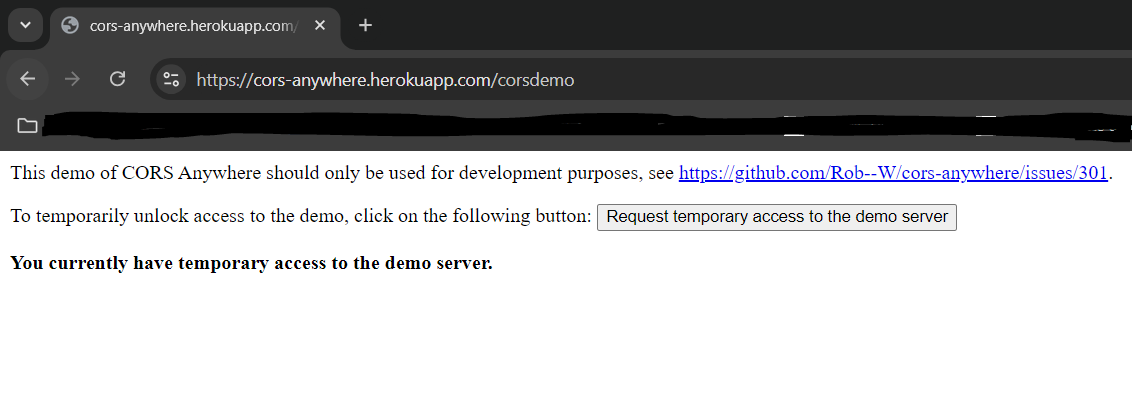 cors-anywhere.herokuapp.com/
https://cors-anywhere.herokuapp.com/corsdemo
This demo of CORS Anywhere should only be used for development purposes, see https://github.com/Rob--W/cors-anywhere/issues/301.
To temporarily unlock access to the demo, click on the following button: Request temporary access to the demo server
You currently have temporary access to the demo server.